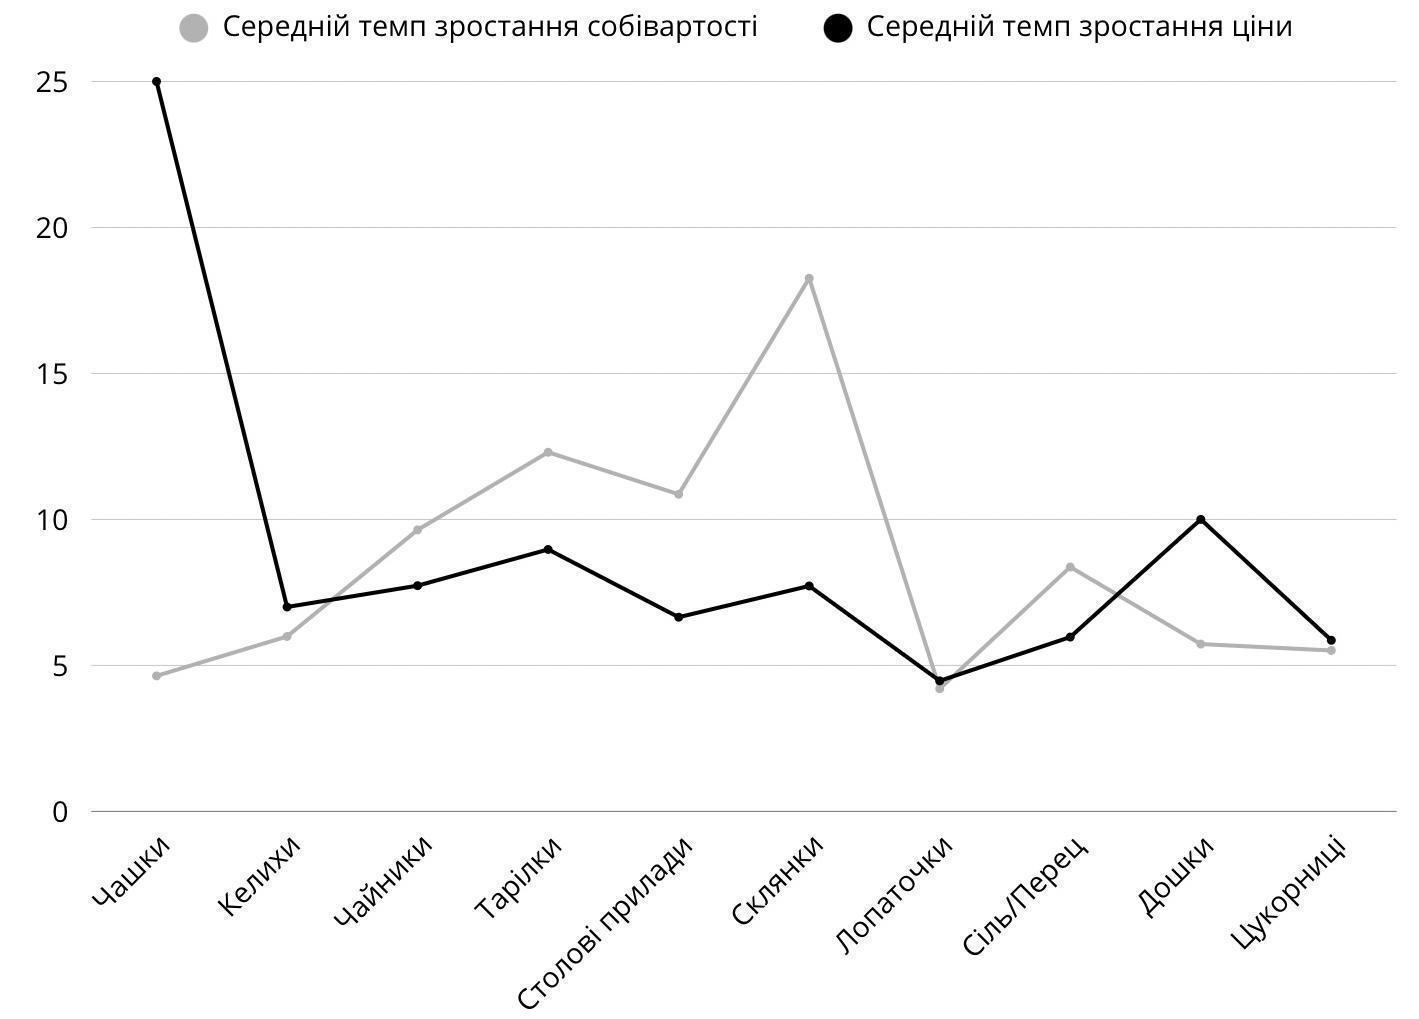 Середній темп зростання собівартості
Середній темп зростання ціни
25
20
15
10
5
0
Чашки
Келихи
Чайники
Тарілки
Столові прилади
Склянки
Лопаточки
Сіль/Перец
Дошки
Цукорниці